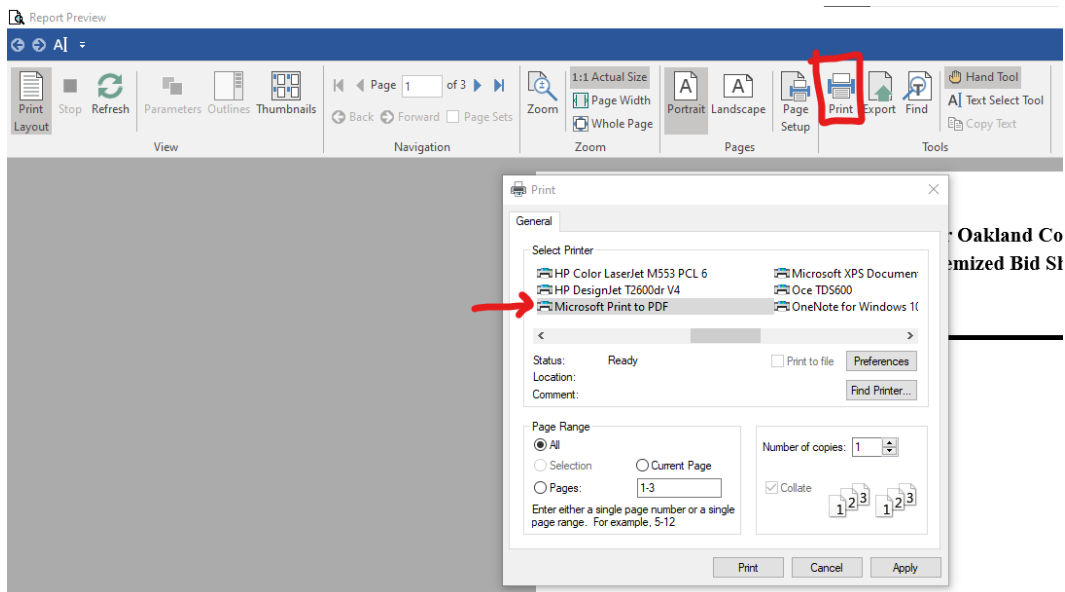 Report Preview
A
Print Layout
Stop
Refresh
Parameters
Outlines
Thumbnails
View
Page 1 of 3
Back Forward Page Sets
Navigation
Zoom
1:1 Actual Size
Page Width
Whole Page
Zoom
A
Portrait
A
Landscape
Page Setup
Pages
Print
Export
Find
Hand Tool
A Text Select Tool
Copy Text
Tools
Print
General
Select Printer
HP Color LaserJet M553 PCL 6
HP DesignJet T2600dr V4
Microsoft Print to PDF
Microsoft XPS Documen
Oce TDS600
OneNote for Windows 1
Status: Ready
Location:
Comment:
Print to file
Preferences
Find Printer...
Page Range
All
Selection
Current Page
Pages: 1-3
Enter either a single page number or a single
page range. For example, 5-12
Number of copies: 1
Collate
1 2 3 1 2 3
Print Cancel Apply
r Oakland Co
emized Bid Sh